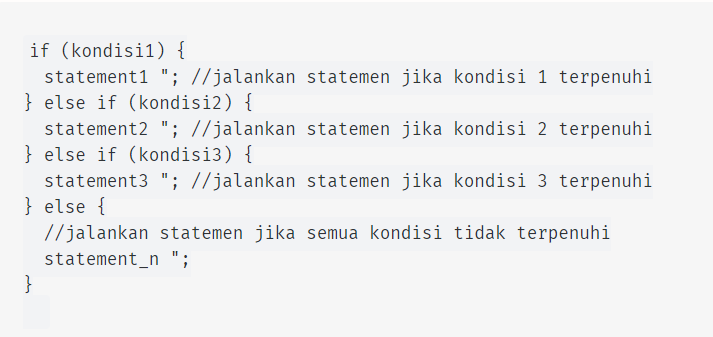 if (kondisi1) {
statement1 "; //jalankan statemen jika kondisi 1 terpenuhi
} else if (kondisi2) {
statement2 "; //jalankan statemen jika kondisi 2 terpenuhi
} else if (kondisi3) {
statement3 "; //jalankan statemen jika kondisi 3 terpenuhi
} else {
//jalankan statemen jika semua kondisi tidak terpenuhi
statement_n ";
}